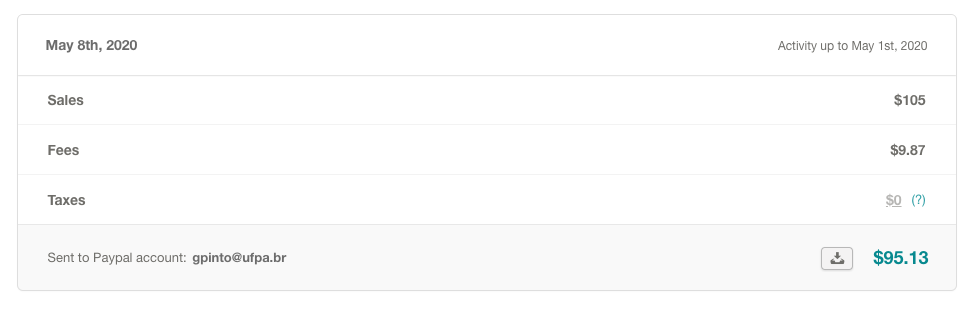 May 8th, 2020 Activity up to May 1st, 2020
Sales $105
Fees $9.87
Taxes $0 (?)
Sent to Paypal account: gpinto@ufpa.br $95.13